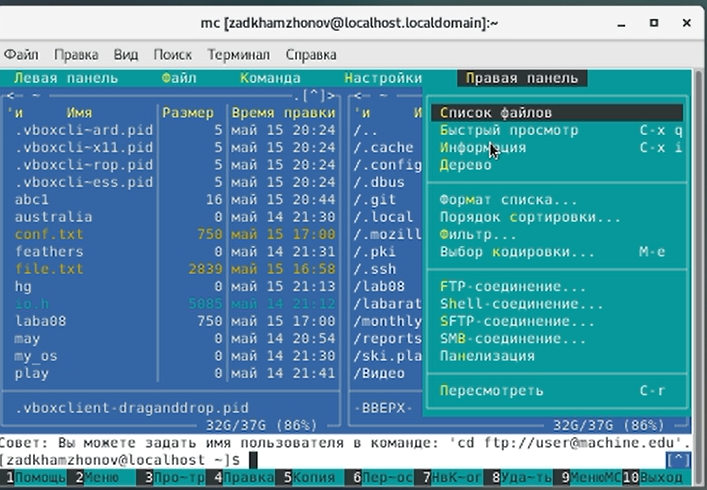 mc [zadkhamzhonov@localhost.localdomain]:~
Файл Правка Вид Поиск Терминал Справка
Левая панель Файл Команда Настройки Правая панель
<— ~ .[^]> <— ~
'и Имя Размер Время правки 'и И
.vboxcli~ard.pid 5 май 15 20:24 /..
.vboxcli~x11.pid 5 май 15 20:24 /.cache
.vboxcli~rop.pid 5 май 15 20:24 /.config
.vboxcli~ess.pid 5 май 15 20:24 /.dbus
abc1 16 май 15 20:44 /.git
australia 0 май 14 21:30 /.local
conf.txt 750 май 15 17:00 /.mozill
feathers 0 май 14 21:31 /.pki
file.txt 2839 май 15 16:58 /.ssh
hg 0 май 15 21:13 /lab08
io.h 5085 май 14 21:12 /labarat
laba08 750 май 15 17:00 /monthly
may 0 май 14 20:54 /reports
my_os 0 май 14 21:30 /ski.pla
play 0 май 14 21:41 /Видео
.vboxclient-draganddrop.pid -ВВЕРХ-
32G/37G (86%) 32G/37G (86%)
Список файлов
Быстрый просмотр C-x q
Информация C-x i
Дерево
Формат списка...
Порядок сортировки...
Фильтр...
Выбор кодировки... M-e
FTP-соединение...
Shell-соединение...
SFTP-соединение...
SMB-соединение...
Панелизация
Пересмотреть C-r
Совет: Вы можете задать имя пользователя в команде: 'cd ftp://user@machine.edu'.
[zadkhamzhonov@localhost ~]$ [^]
1Помощь 2Меню 3Про~тр 4Правка 5Копия 6Пер~ос 7НвК~ог 8Уда~ть 9МенюMC 10Выход